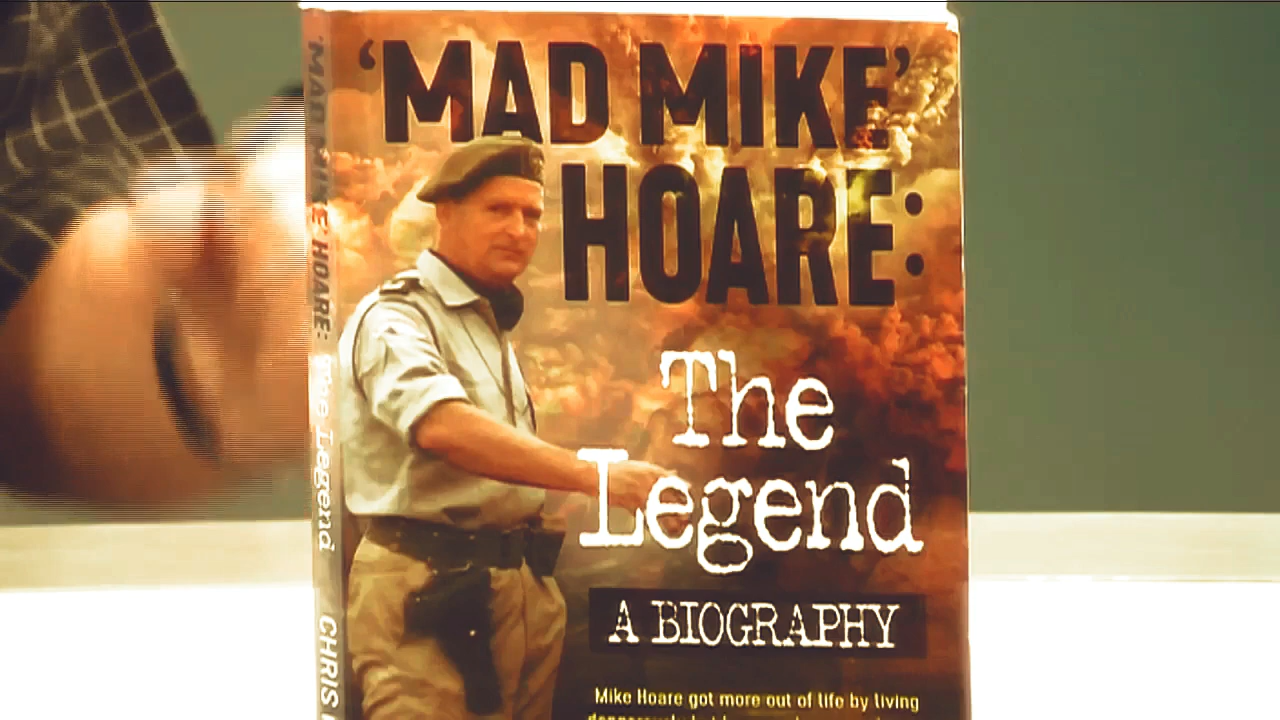 'MAD MIKE'
HOARE:
The
Legend
A BIOGRAPHY
Mike Hoare got more out of life by living
'MAD MIKE' HOARE: The Legend CHRIS